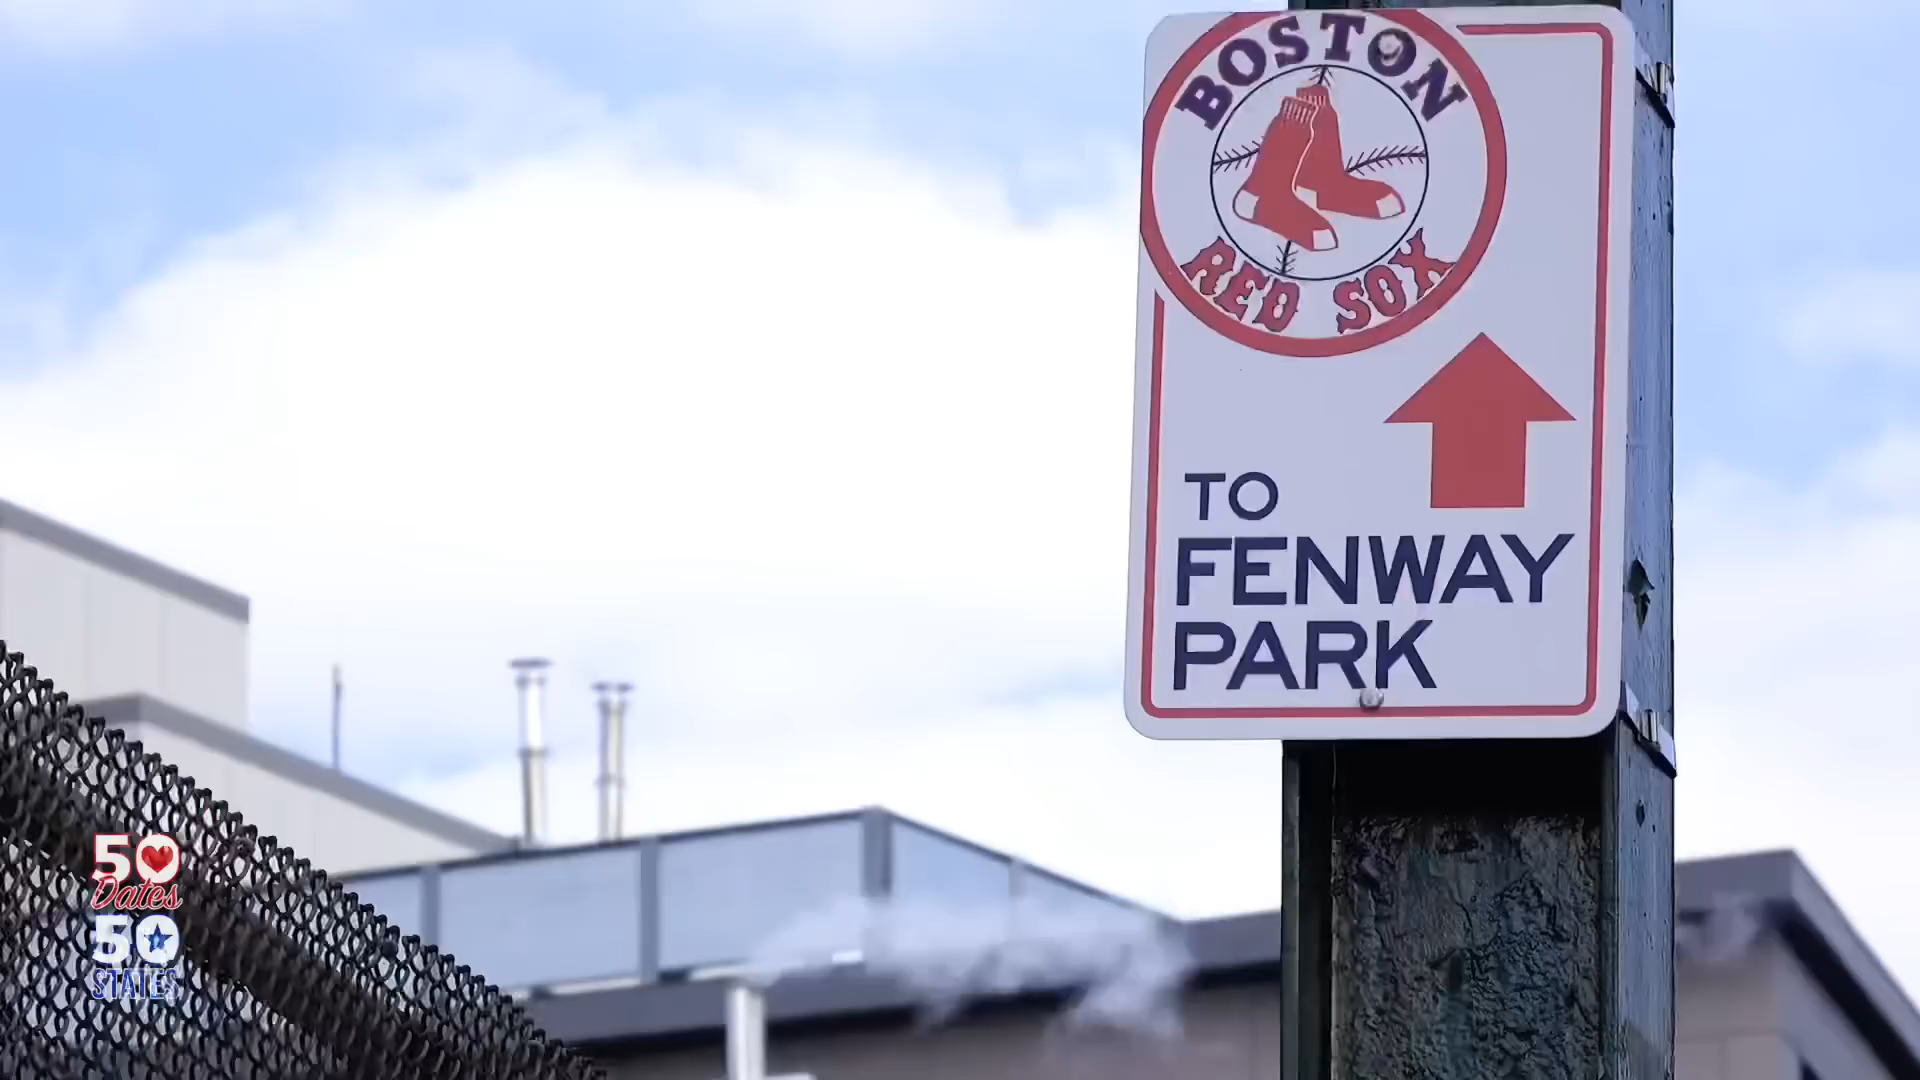 BOSTON
RED SOX
TO
FENWAY
PARK
50
Dates
50
STATES